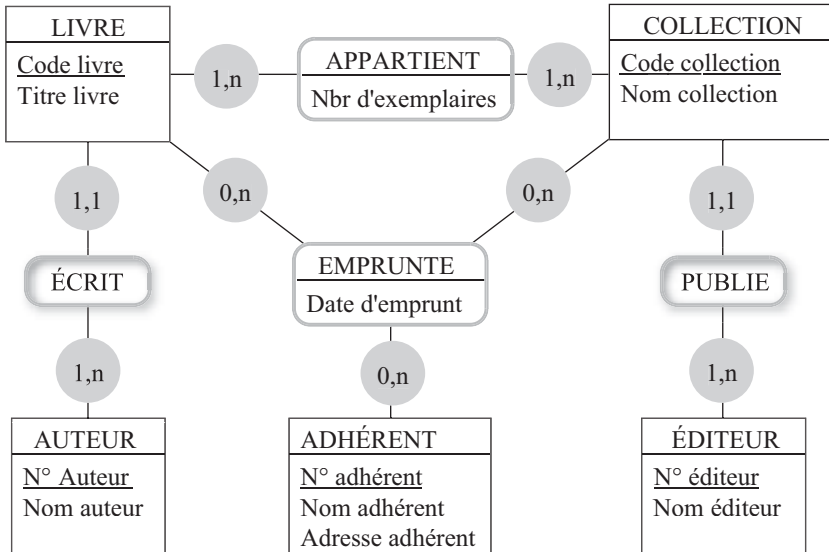 LIVRE
Code livre
Titre livre
1,n
APPARTIENT
Nbr d'exemplaires
1,n
COLLECTION
Code collection
Nom collection
1,1
0,n
0,n
1,1
ÉCRIT
EMPRUNTE
Date d'emprunt
PUBLIE
1,n
0,n
1,n
AUTEUR
N° Auteur
Nom auteur
ADHÉRENT
N° adhérent
Nom adhérent
Adresse adhérent
ÉDITEUR
N° éditeur
Nom éditeur